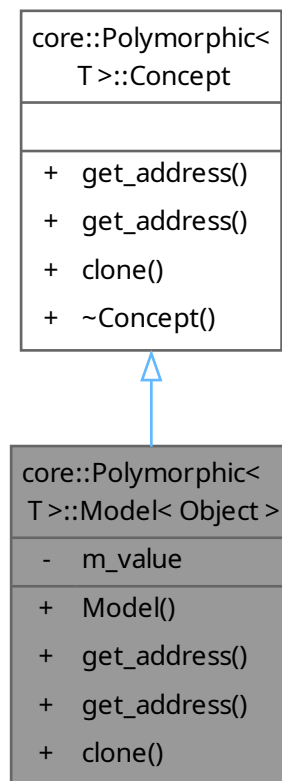 core::Polymorphic<
T >::Concept
+ get_address()
+ get_address()
+ clone()
+ ~Concept()
core::Polymorphic<
T >::Model< Object >
- m_value
+ Model()
+ get_address()
+ get_address()
+ clone()